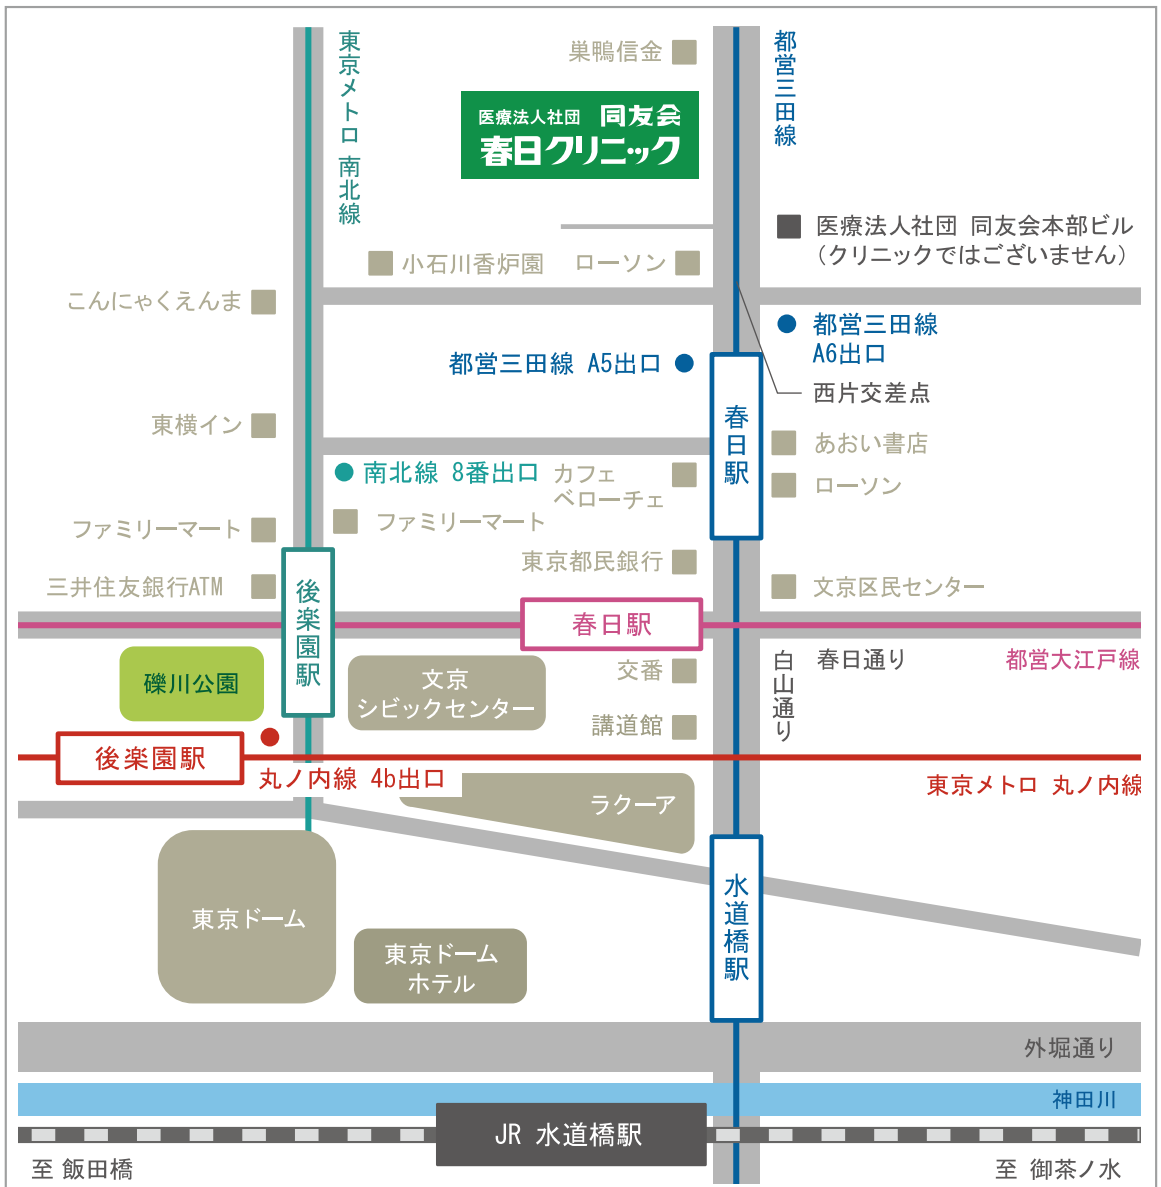 東京メトロ 南北線
巣鴨信金
都営三田線
医療法人社団 同友会
春日クリニック
医療法人社団 同友会本部ビル
（クリニックではございません）
小石川香炉園
ローソン
こんにゃくえんま
都営三田線
A6出口
都営三田線 A5出口
西片交差点
春日駅
東横イン
あおい書店
南北線 8番出口
カフェ
ベローチェ
ローソン
ファミリーマート
ファミリーマート
東京都民銀行
三井住友銀行ATM
文京区民センター
後楽園駅
春日駅
春日通り
都営大江戸線
白山通り
礫川公園
文京
シビックセンター
交番
講道館
後楽園駅
丸ノ内線 4b出口
東京メトロ 丸ノ内線
ラクーア
水道橋駅
東京ドーム
東京ドーム
ホテル
外堀通り
神田川
JR 水道橋駅
至 飯田橋
至 御茶ノ水